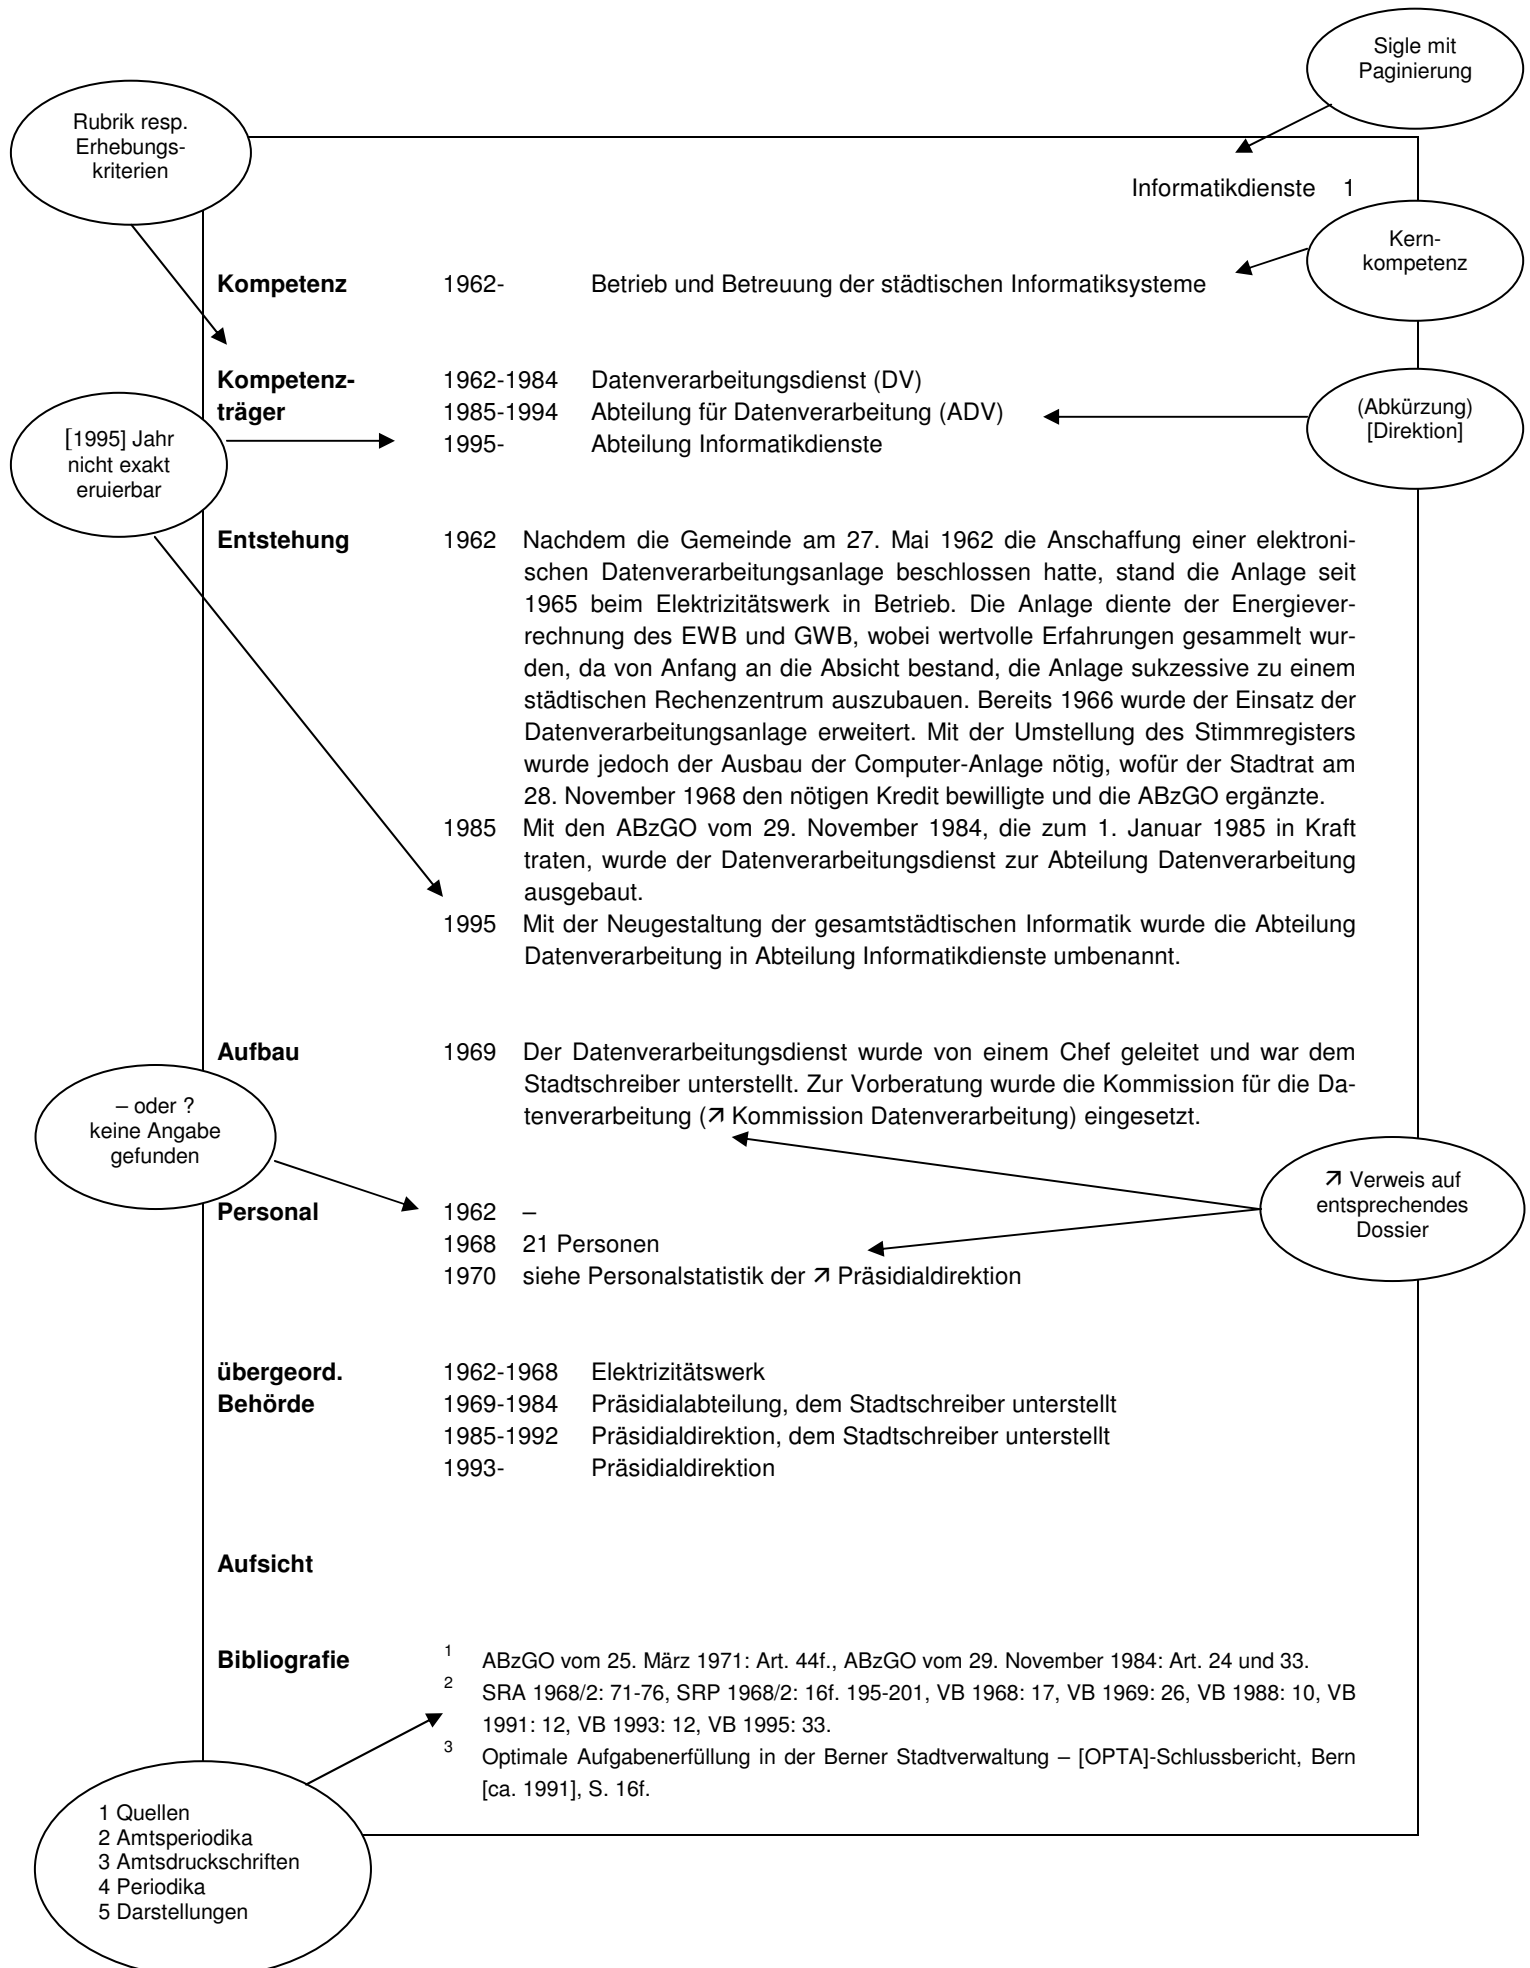 Sigle mit
Paginierung
Rubrik resp.
Erhebungs-
kriterien
Informatikdienste 1
Kern-
kompetenz
Kompetenz 1962- Betrieb und Betreuung der städtischen Informatiksysteme
Kompetenz- 1962-1984 Datenverarbeitungsdienst (DV)
träger 1985-1994 Abteilung für Datenverarbeitung (ADV)
1995- Abteilung Informatikdienste
(Abkürzung)
[Direktion]
[1995] Jahr
nicht exakt
eruierbar
Entstehung 1962 Nachdem die Gemeinde am 27. Mai 1962 die Anschaffung einer elektroni-
schen Datenverarbeitungsanlage beschlossen hatte, stand die Anlage seit
1965 beim Elektrizitätswerk in Betrieb. Die Anlage diente der Energiever-
rechnung des EWB und GWB, wobei wertvolle Erfahrungen gesammelt wur-
den, da von Anfang an die Absicht bestand, die Anlage sukzessive zu einem
städtischen Rechenzentrum auszubauen. Bereits 1966 wurde der Einsatz der
Datenverarbeitungsanlage erweitert. Mit der Umstellung des Stimmregisters
wurde jedoch der Ausbau der Computer-Anlage nötig, wofür der Stadtrat am
28. November 1968 den nötigen Kredit bewilligte und die ABzGO ergänzte.
1985 Mit den ABzGO vom 29. November 1984, die zum 1. Januar 1985 in Kraft
traten, wurde der Datenverarbeitungsdienst zur Abteilung Datenverarbeitung
ausgebaut.
1995 Mit der Neugestaltung der gesamtstädtischen Informatik wurde die Abteilung
Datenverarbeitung in Abteilung Informatikdienste umbenannt.
Aufbau 1969 Der Datenverarbeitungsdienst wurde von einem Chef geleitet und war dem
Stadtschreiber unterstellt. Zur Vorberatung wurde die Kommission für die Da-
tenverarbeitung (↗ Kommission Datenverarbeitung) eingesetzt.
– oder ?
keine Angabe
gefunden
↗ Verweis auf
entsprechendes
Dossier
Personal 1962 –
1968 21 Personen
1970 siehe Personalstatistik der ↗ Präsidialdirektion
übergeord. 1962-1968 Elektrizitätswerk
Behörde 1969-1984 Präsidialabteilung, dem Stadtschreiber unterstellt
1985-1992 Präsidialdirektion, dem Stadtschreiber unterstellt
1993- Präsidialdirektion
Aufsicht
Bibliografie 1 ABzGO vom 25. März 1971: Art. 44f., ABzGO vom 29. November 1984: Art. 24 und 33.
2 SRA 1968/2: 71-76, SRP 1968/2: 16f. 195-201, VB 1968: 17, VB 1969: 26, VB 1988: 10, VB
1991: 12, VB 1993: 12, VB 1995: 33.
3 Optimale Aufgabenerfüllung in der Berner Stadtverwaltung – [OPTA]-Schlussbericht, Bern
[ca. 1991], S. 16f.
1 Quellen
2 Amtsperiodika
3 Amtsdruckschriften
4 Periodika
5 Darstellungen